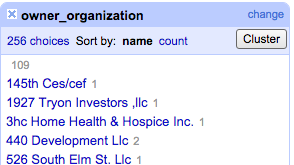 owner_organization change
256 choices Sort by: name count Cluster
109
145th Ces/cef 1
1927 Tryon Investors ,llc 1
3hc Home Health & Hospice Inc. 1
440 Development Llc 2
526 South Elm St. Llc 1